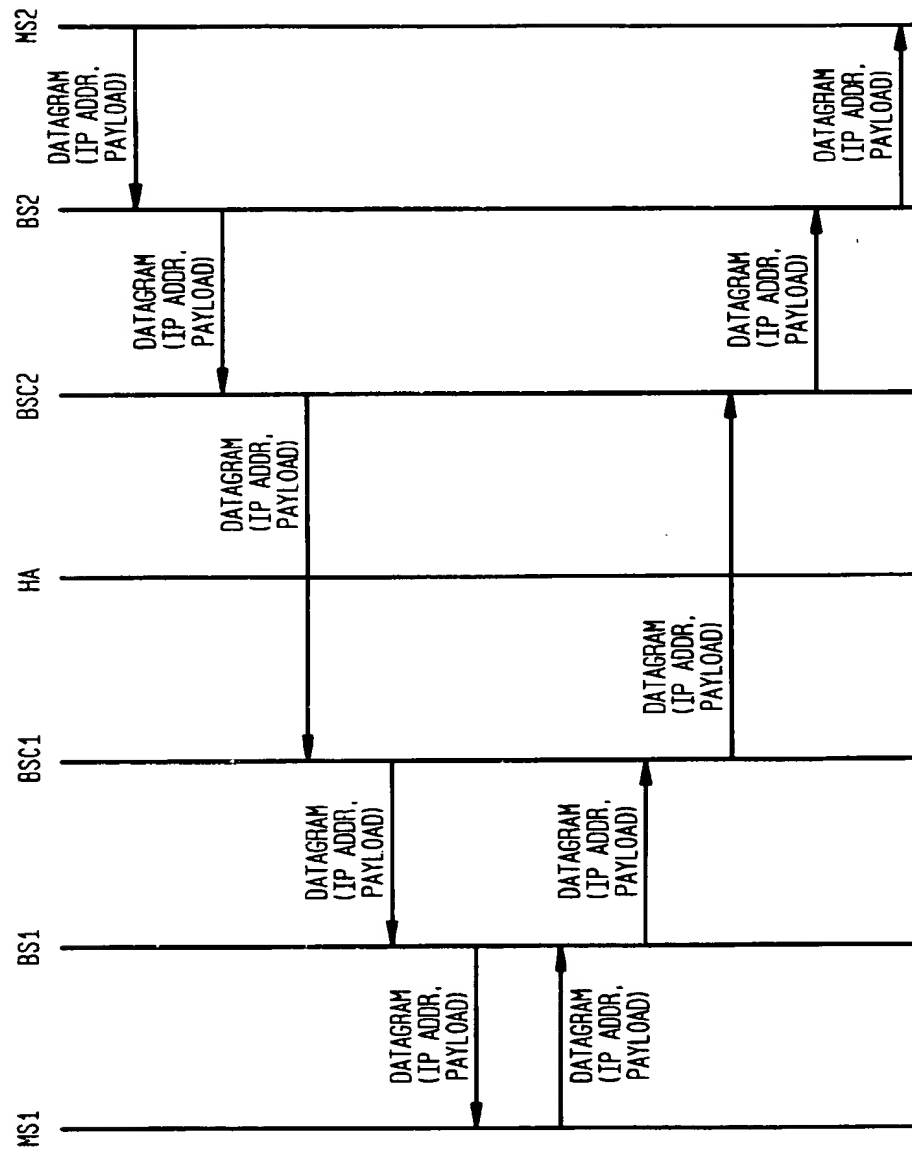 MS1
BS1
BSC1
HA
BSC2
BS2
MS2
DATAGRAM
(IP ADDR,
PAYLOAD)
DATAGRAM
(IP ADDR,
PAYLOAD)
DATAGRAM
(IP ADDR,
PAYLOAD)
DATAGRAM
(IP ADDR,
PAYLOAD)
DATAGRAM
(IP ADDR,
PAYLOAD)
DATAGRAM
(IP ADDR,
PAYLOAD)
DATAGRAM
(IP ADDR,
PAYLOAD)
DATAGRAM
(IP ADDR,
PAYLOAD)
DATAGRAM
(IP ADDR,
PAYLOAD)
DATAGRAM
(IP ADDR,
PAYLOAD)